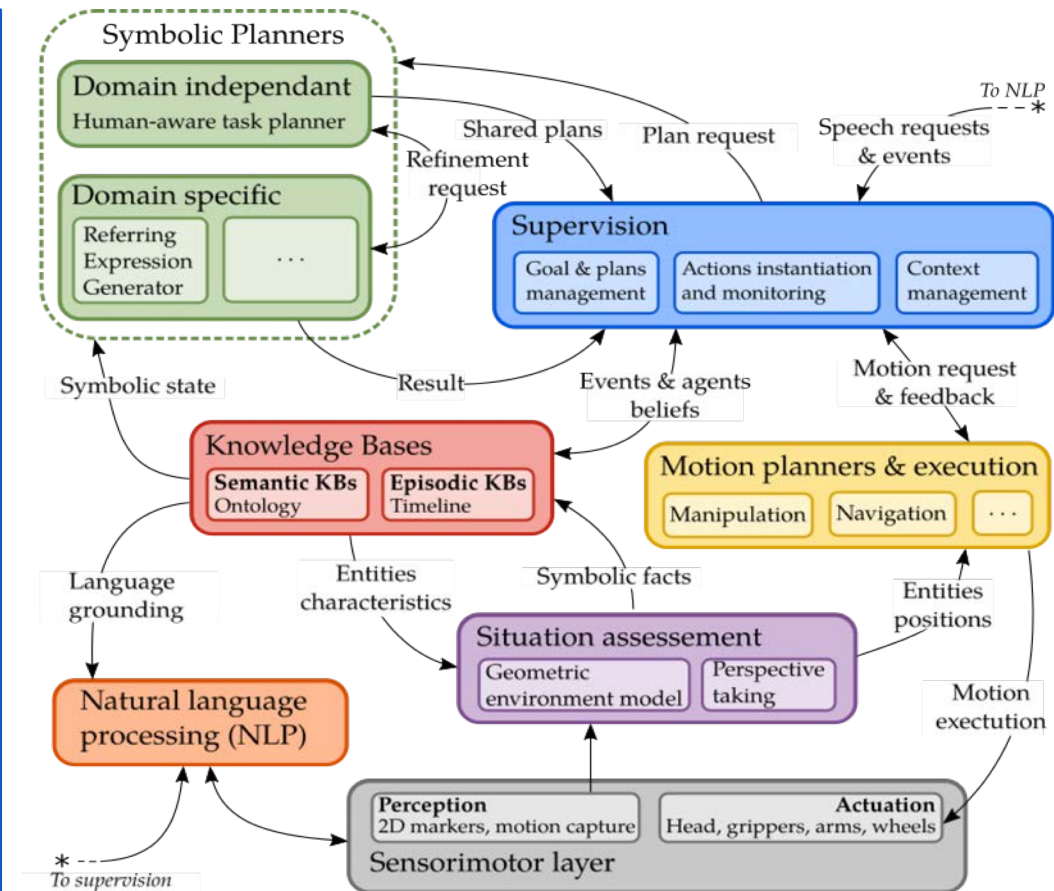 Symbolic Planners
Domain independant
Human-aware task planner
Domain specific
Referring
Expression
Generator
. . .
Shared plans
Refinement
request
Plan request
To NLP
*
Speech requests
& events
Supervision
Goal & plans
management
Actions instantiation
and monitoring
Context
management
Symbolic state
Result
Events & agents
beliefs
Motion request
& feedback
Knowledge Bases
Semantic KBs
Ontology
Episodic KBs
Timeline
Motion planners & execution
Manipulation
Navigation
. . .
Language
grounding
Entities
characteristics
Symbolic facts
Entities
positions
Situation assessement
Geometric
environment model
Perspective
taking
Natural language
processing (NLP)
Motion
exectution
Perception
2D markers, motion capture
Actuation
Head, grippers, arms, wheels
Sensorimotor layer
*
To supervision